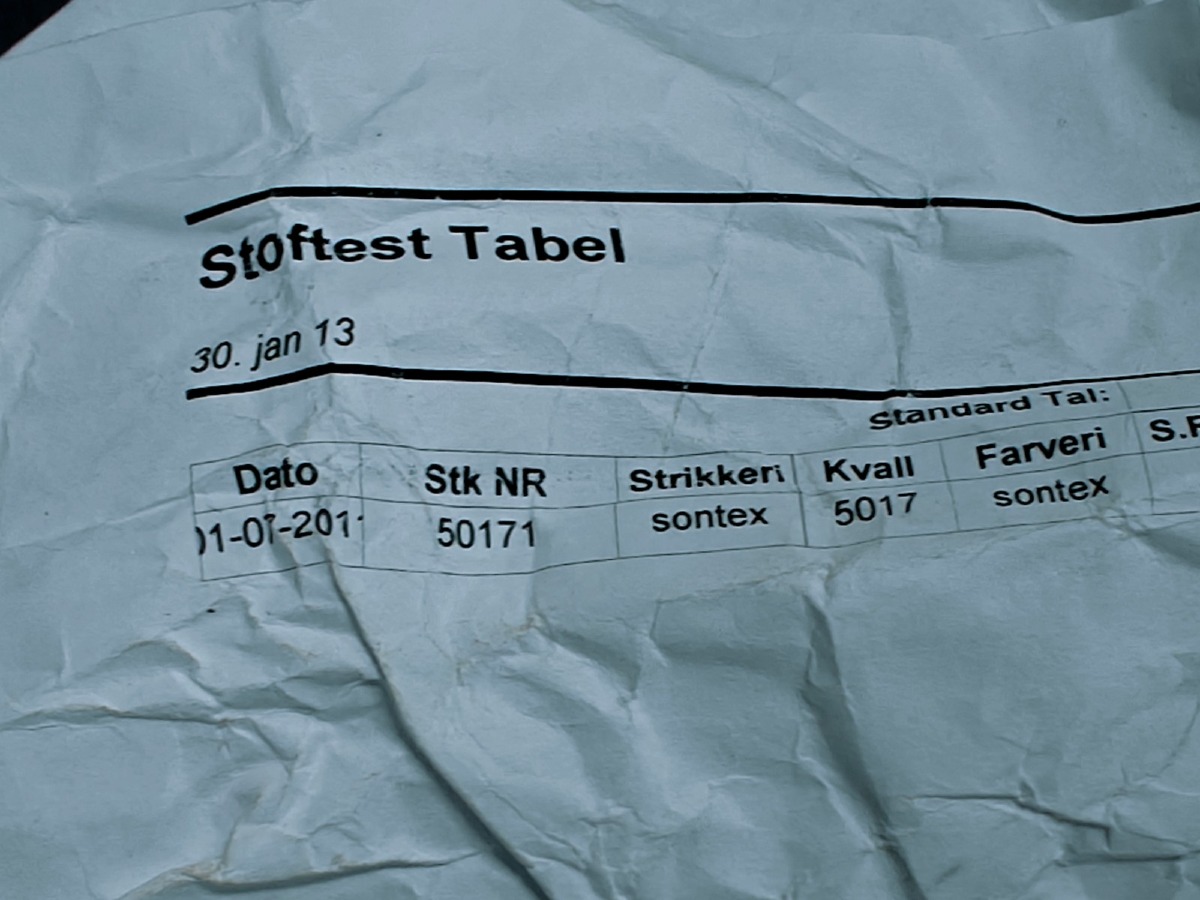 Stoftest Tabel
30. jan 13
Standard Tal:
Dato Stk NR Strikkeri Kvall Farveri S.F
50171 sontex 5017 sontex